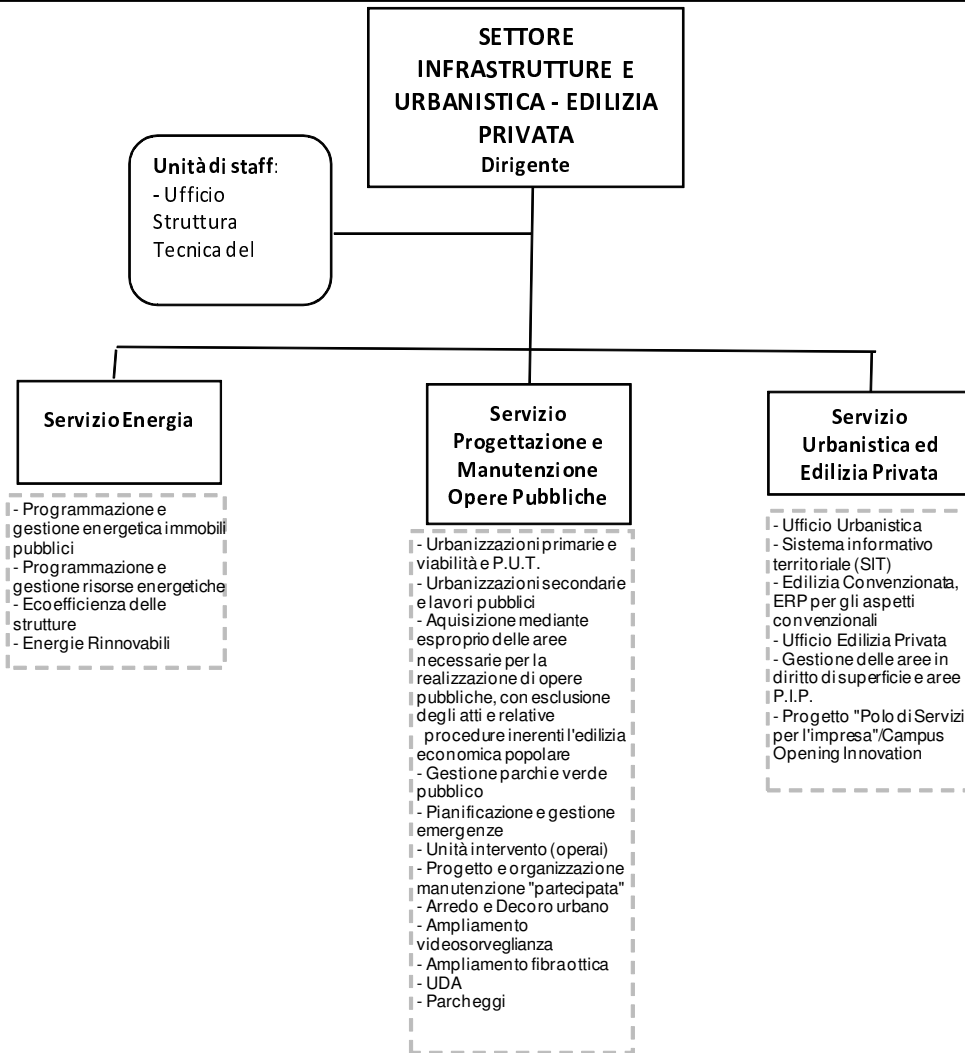 SETTORE
INFRASTRUTTURE E
URBANISTICA - EDILIZIA
PRIVATA
Dirigente
Unità di staff:
- Ufficio
Struttura
Tecnica del
Servizio Energia
- Programmazione e
gestione energetica immobili
pubblici
- Programmazione e
gestione risorse energetiche
- Ecoefficienza delle
strutture
- Energie Rinnovabili
Servizio
Progettazione e
Manutenzione
Opere Pubbliche
- Urbanizzazioni primarie e
viabilità e P.U.T.
- Urbanizzazioni secondarie
e lavori pubblici
- Aquisizione mediante
esproprio delle aree
necessarie per la
realizzazione di opere
pubbliche, con esclusione
degli atti e relative
procedure inerenti l'edilizia
economica popolare
- Gestione parchi e verde
pubblico
- Pianificazione e gestione
emergenze
- Unità intervento (operai)
- Progetto e organizzazione
manutenzione "partecipata"
- Arredo e Decoro urbano
- Ampliamento
videosorveglianza
- Ampliamento fibra ottica
- UDA
- Parcheggi
Servizio
Urbanistica ed
Edilizia Privata
- Ufficio Urbanistica
- Sistema informativo
territoriale (SIT)
- Edilizia Convenzionata,
ERP per gli aspetti
convenzionali
- Ufficio Edilizia Privata
- Gestione delle aree in
diritto di superficie e aree
P.I.P.
- Progetto "Polo di Servizi
per l'impresa"/Campus
Opening Innovation